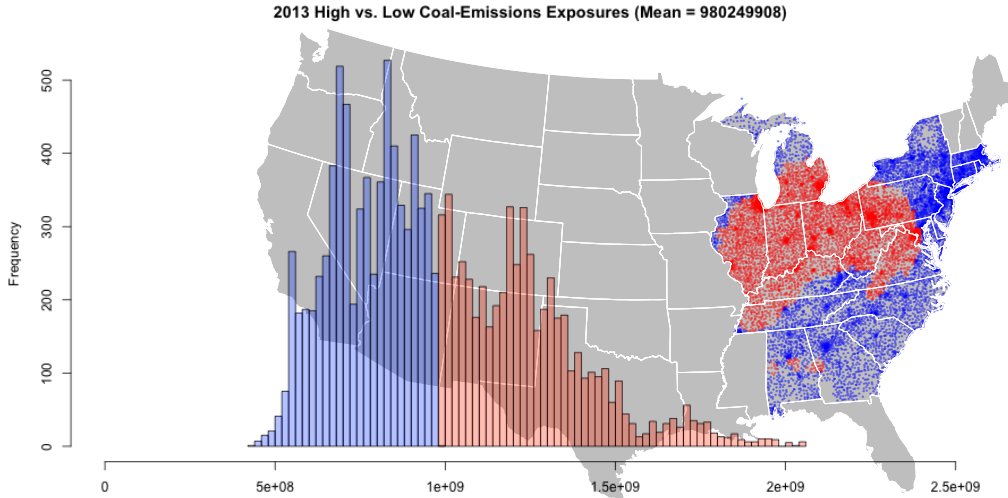 2013 High vs. Low Coal-Emissions Exposures (Mean = 980249908)
Frequency
500
400
300
200
100
0
0 5e+08 1e+09 1.5e+09 2e+09 2.5e+09